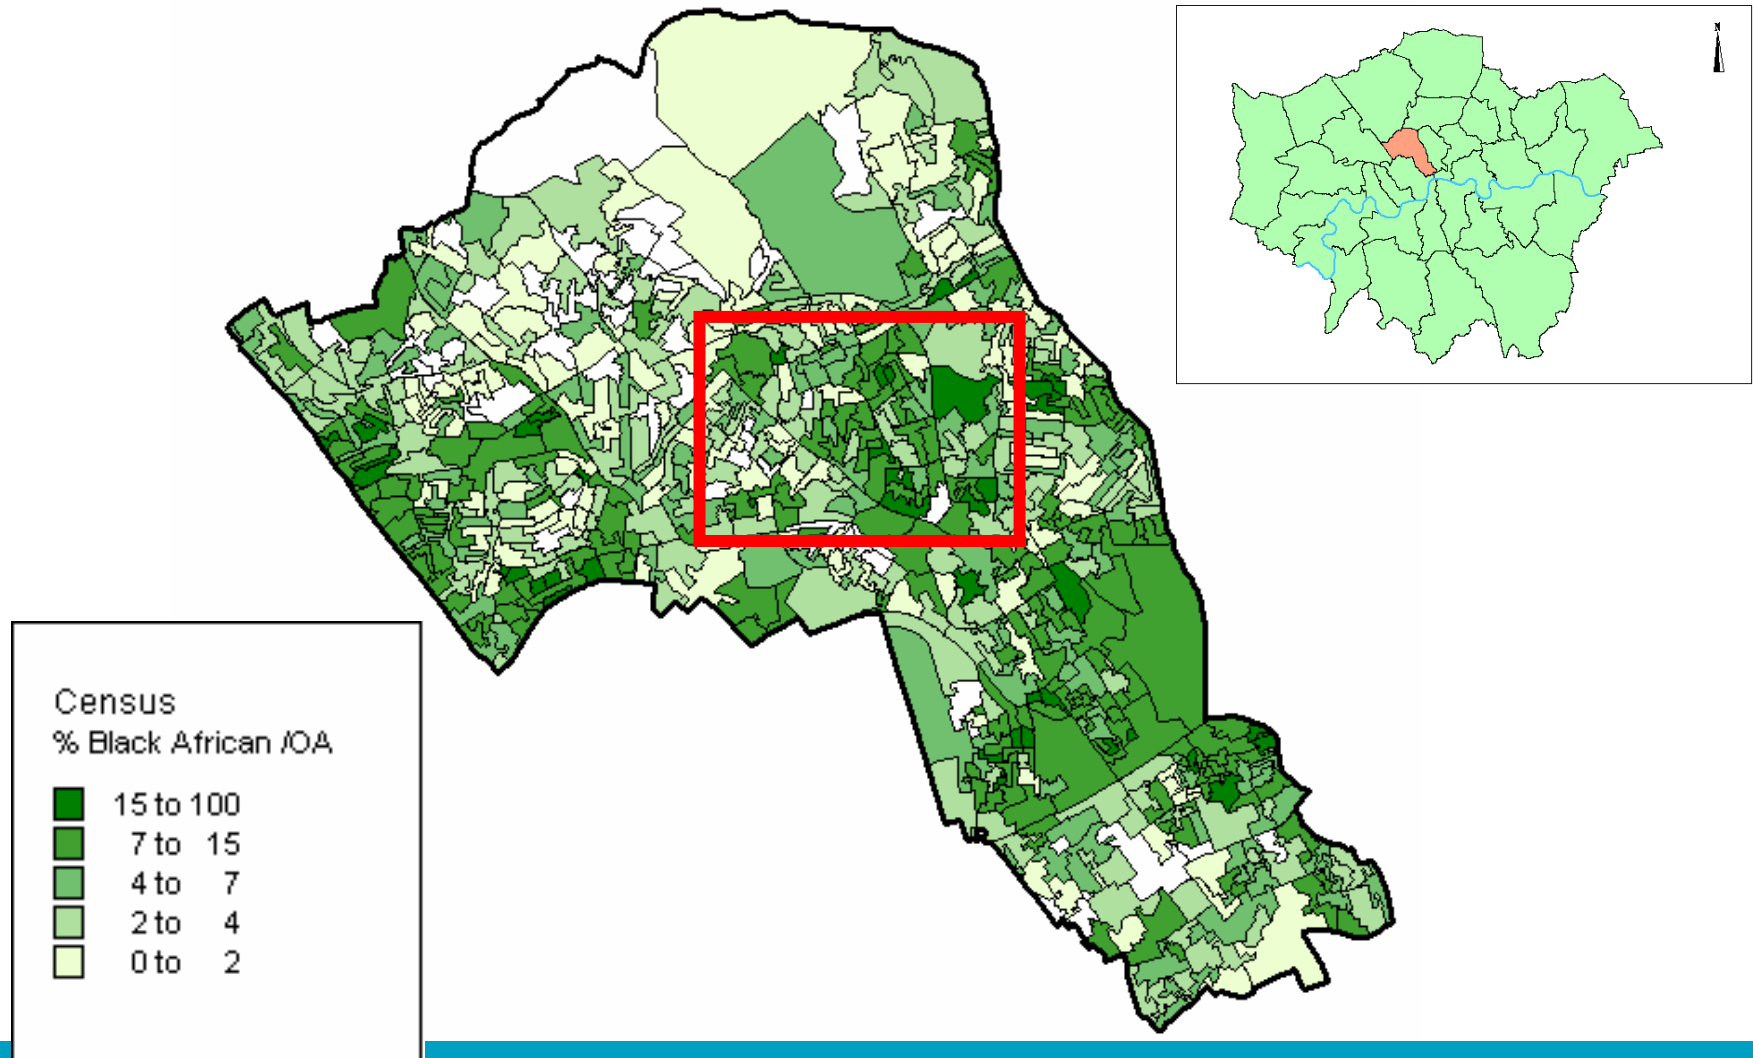 N
Census
% Black African /OA
15 to 100
7 to 15
4 to 7
2 to 4
0 to 2